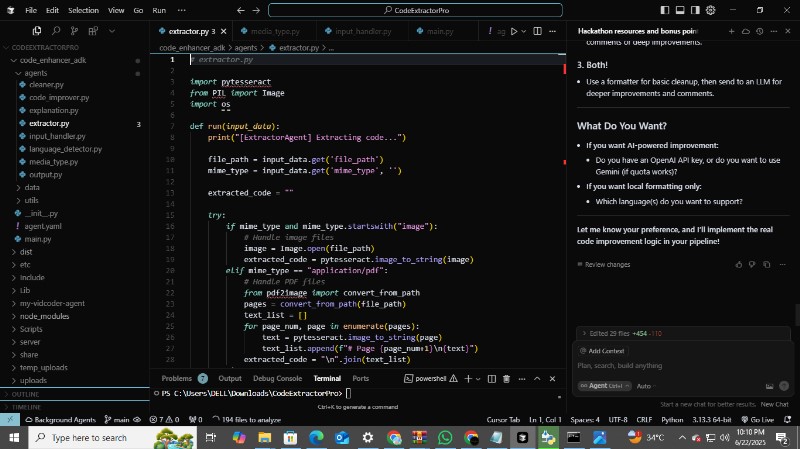 File Edit Selection View Go Run ...
CodeExtractorPro
extractor.py 3
media_type.py
input_handler.py
main.py
Hackathon resources and bonus poin
CODEEXTRACTORPRO
code_enhancer_adk
agents
cleaner.py
code_improver.py
explanation.py
extractor.py 3
input_handler.py
language_detector.py
media_type.py
output.py
data
utils
__init__.py
agent.yaml
main.py
dist
etc
Include
Lib
my-vidcoder-agent
node_modules
Scripts
server
share
temp_uploads
uploads
OUTLINE
TIMELINE
code_enhancer_adk > agents > extractor.py > ...
1 # extractor.py
2
3 import pytesseract
4 from PIL import Image
5 import os
6
7 def run(input_data):
8 print("[ExtractorAgent] Extracting code...")
9
10 file_path = input_data.get('file_path')
11 mime_type = input_data.get('mime_type', '')
12
13 extracted_code = ""
14
15 try:
16 if mime_type and mime_type.startswith("image"):
17 # Handle image files
18 image = Image.open(file_path)
19 extracted_code = pytesseract.image_to_string(image)
20 elif mime_type == "application/pdf":
21 # Handle PDF files
22 from pdf2image import convert_from_path
23 pages = convert_from_path(file_path)
24 text_list = []
25 for page_num, page in enumerate(pages):
26 text = pytesseract.image_to_string(page)
27 text_list.append(f"# Page {page_num+1}\n{text}")
28 extracted_code = "\n".join(text_list)
Problems 7 Output Debug Console Terminal Ports
powershell
PS C:\Users\DELL\Downloads\CodeExtractorPro>
Ctrl+K to generate a command
comments or deep improvements.
3. Both!
Use a formatter for basic cleanup, then send to an LLM for
deeper improvements and comments.
What Do You Want?
If you want AI-powered improvement:
Do you have an OpenAI API key, or do you want to use
Gemini (if quota works)?
If you want local formatting only:
Which language(s) do you want to support?
Let me know your preference, and I'll implement the real
code improvement logic in your pipeline!
Review changes
Edited 29 files +454 -110
@ Add Context
Plan, search, build anything
Agent Ctrl+I Auto
Start a new chat for better results. New Chat
Background Agents main 7 0 194 files to analyze
Cursor Tab Ln 1, Col 1 Spaces: 4 UTF-8 CRLF Python 3.13.3 64-bit Go Live
Type here to search
34°C
10:10 PM
6/22/2025
2